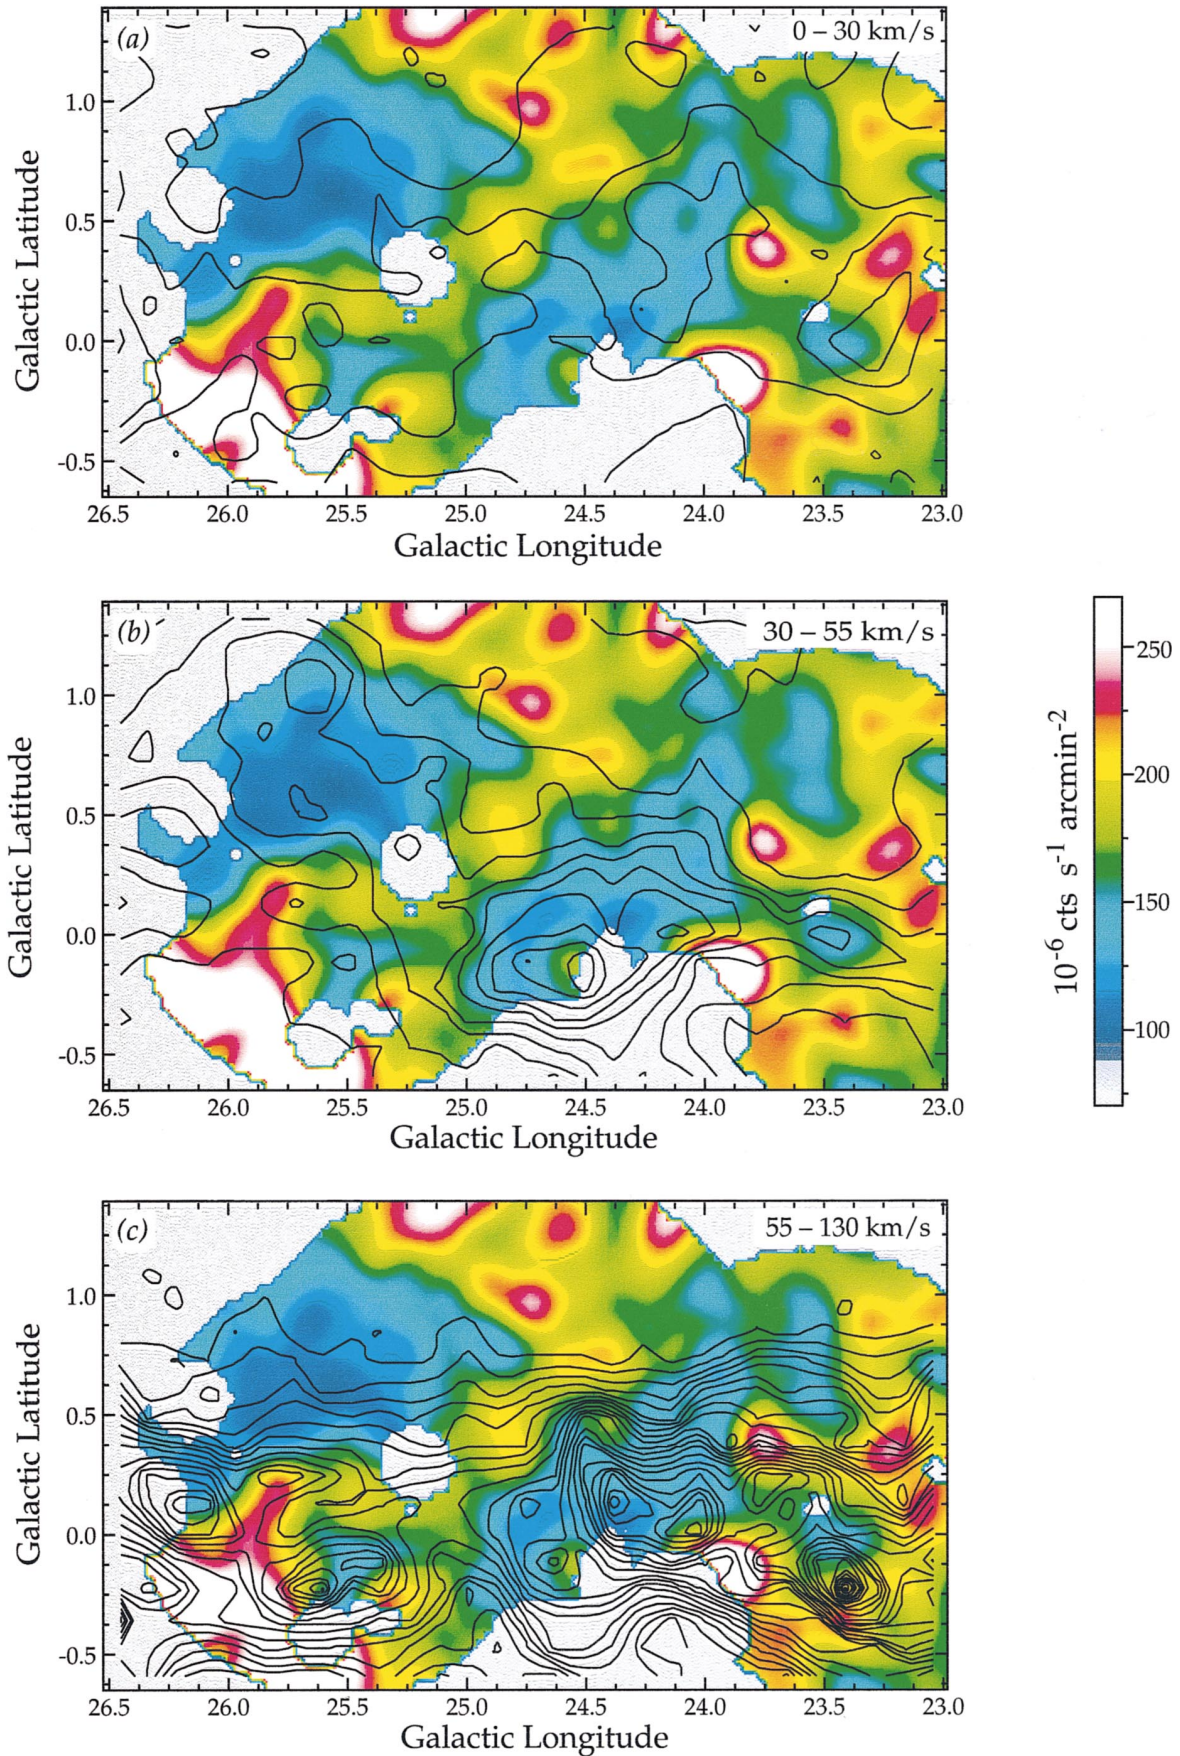 (a)
0 – 30 km/s
1.0
0.5
0.0
-0.5
Galactic Latitude
26.5 26.0 25.5 25.0 24.5 24.0 23.5 23.0
Galactic Longitude
(b)
30 – 55 km/s
1.0
0.5
0.0
-0.5
Galactic Latitude
26.5 26.0 25.5 25.0 24.5 24.0 23.5 23.0
Galactic Longitude
250
200
150
100
10⁻⁶ cts s⁻¹ arcmin⁻²
(c)
55 – 130 km/s
1.0
0.5
0.0
-0.5
Galactic Latitude
26.5 26.0 25.5 25.0 24.5 24.0 23.5 23.0
Galactic Longitude